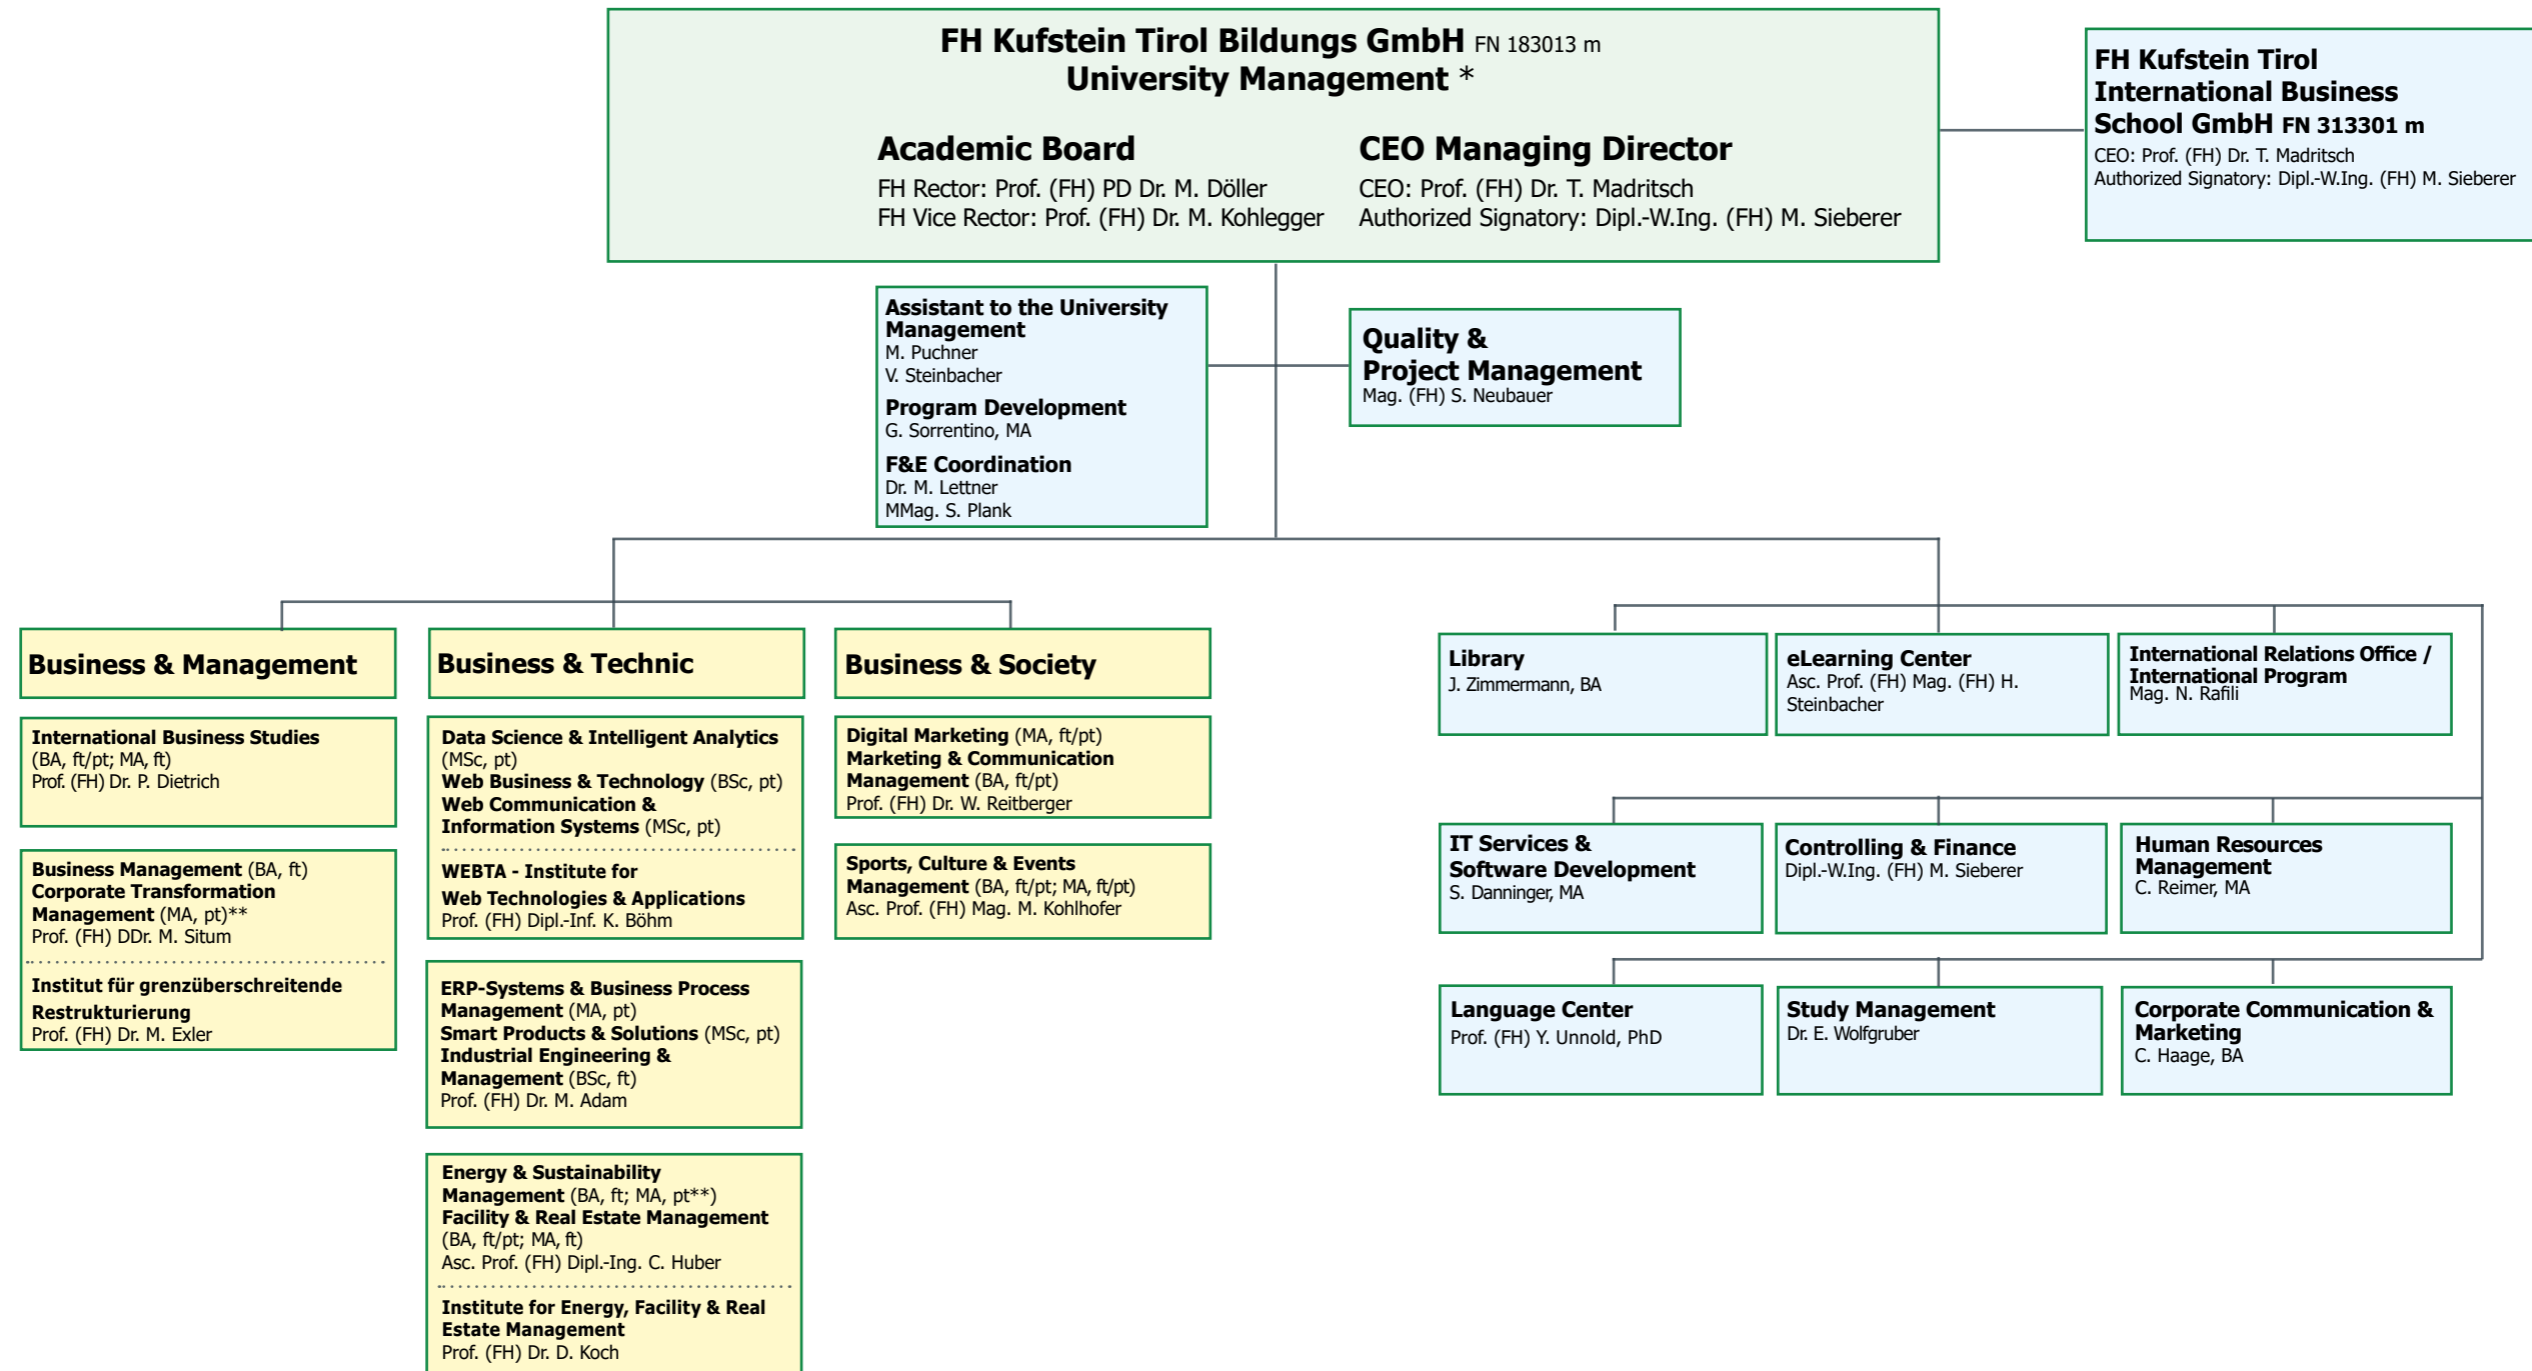 FH Kufstein Tirol Bildungs GmbH FN 183013 m
University Management *
Academic Board
FH Rector: Prof. (FH) PD Dr. M. Döller
FH Vice Rector: Prof. (FH) Dr. M. Kohlegger
CEO Managing Director
CEO: Prof. (FH) Dr. T. Madritsch
Authorized Signatory: Dipl.-W.Ing. (FH) M. Sieberer
FH Kufstein Tirol
International Business
School GmbH FN 313301 m
CEO: Prof. (FH) Dr. T. Madritsch
Authorized Signatory: Dipl.-W.Ing. (FH) M. Sieberer
Assistant to the University
Management
M. Puchner
V. Steinbacher
Program Development
G. Sorrentino, MA
F&E Coordination
Dr. M. Lettner
MMag. S. Plank
Quality &
Project Management
Mag. (FH) S. Neubauer
Business & Management
International Business Studies
(BA, ft/pt; MA, ft)
Prof. (FH) Dr. P. Dietrich
Business Management (BA, ft)
Corporate Transformation
Management (MA, pt)**
Prof. (FH) DDr. M. Situm
Institut für grenzüberschreitende
Restrukturierung
Prof. (FH) Dr. M. Exler
Business & Technic
Data Science & Intelligent Analytics
(MSc, pt)
Web Business & Technology (BSc, pt)
Web Communication &
Information Systems (MSc, pt)
WEBTA - Institute for
Web Technologies & Applications
Prof. (FH) Dipl.-Inf. K. Böhm
ERP-Systems & Business Process
Management (MA, pt)
Smart Products & Solutions (MSc, pt)
Industrial Engineering &
Management (BSc, ft)
Prof. (FH) Dr. M. Adam
Energy & Sustainability
Management (BA, ft; MA, pt**)
Facility & Real Estate Management
(BA, ft/pt; MA, ft)
Asc. Prof. (FH) Dipl.-Ing. C. Huber
Institute for Energy, Facility & Real
Estate Management
Prof. (FH) Dr. D. Koch
Business & Society
Digital Marketing (MA, ft/pt)
Marketing & Communication
Management (BA, ft/pt)
Prof. (FH) Dr. W. Reitberger
Sports, Culture & Events
Management (BA, ft/pt; MA, ft/pt)
Asc. Prof. (FH) Mag. M. Kohlhofer
Library
J. Zimmermann, BA
eLearning Center
Asc. Prof. (FH) Mag. (FH) H.
Steinbacher
International Relations Office /
International Program
Mag. N. Rafili
IT Services &
Software Development
S. Danninger, MA
Controlling & Finance
Dipl.-W.Ing. (FH) M. Sieberer
Human Resources
Management
C. Reimer, MA
Language Center
Prof. (FH) Y. Unnold, PhD
Study Management
Dr. E. Wolfgruber
Corporate Communication &
Marketing
C. Haage, BA